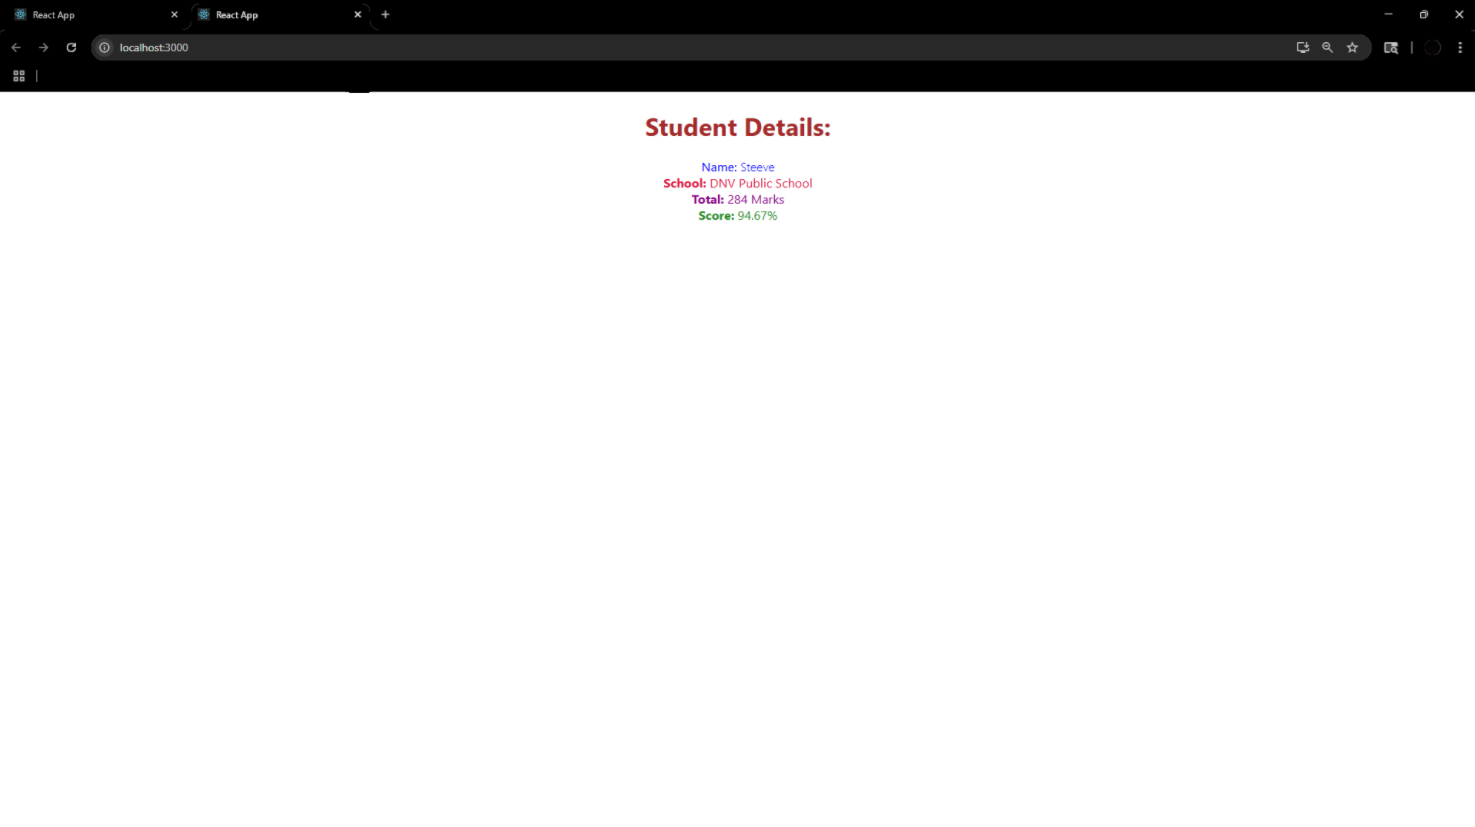 React App
React App
localhost:3000
Student Details:
Name: Steeve
School: DNV Public School
Total: 284 Marks
Score: 94.67%